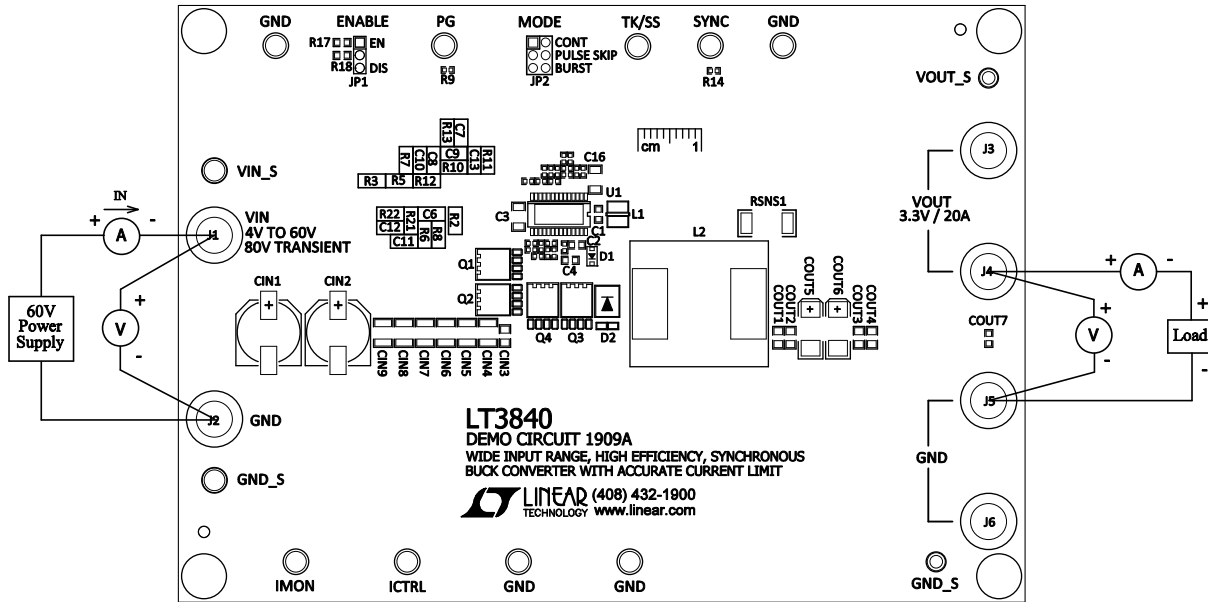 GND ENABLE PG MODE TK/SS SYNC GND
R17 EN
R18 DIS
JP1
R9
CONT
PULSE SKIP
BURST
JP2
R14
VOUT_S
R13 C7
R7 C10 C8 C9 C13 R11
R10
R3 R5 R12
cm 1
C16
U1
L1
C3
C1
C2
D1
C4
RSNS1
L2
J3
VOUT
3.3V / 20A
J4
VIN_S
IN
+ A -
J1
VIN
4V TO 60V
80V TRANSIENT
R22 R21 C6 R2
C12 R6 R8
C11
Q1
Q2
Q4 Q3 D2
60V
Power
Supply
+
V
-
CIN1 CIN2
+ +
CIN9 CIN8 CIN7 CIN6 CIN5 CIN4 CIN3
COUT5 COUT6
+ +
COUT1 COUT2 COUT3 COUT4
COUT7
+ A -
+
V
-
+
Load
-
J2 GND
GND_S
J5
GND
J6
GND_S
LT3840
DEMO CIRCUIT 1909A
WIDE INPUT RANGE, HIGH EFFICIENCY, SYNCHRONOUS
BUCK CONVERTER WITH ACCURATE CURRENT LIMIT
LINEAR (408) 432-1900
TECHNOLOGY www.linear.com
IMON ICTRL GND GND